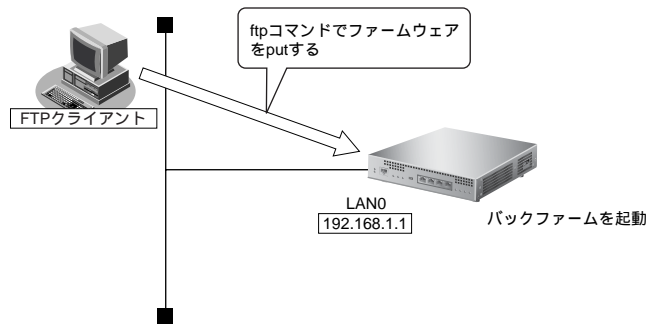 ftpコマンドでファームウェア
をputする
FTPクライアント
LAN0
192.168.1.1
バックファームを起動